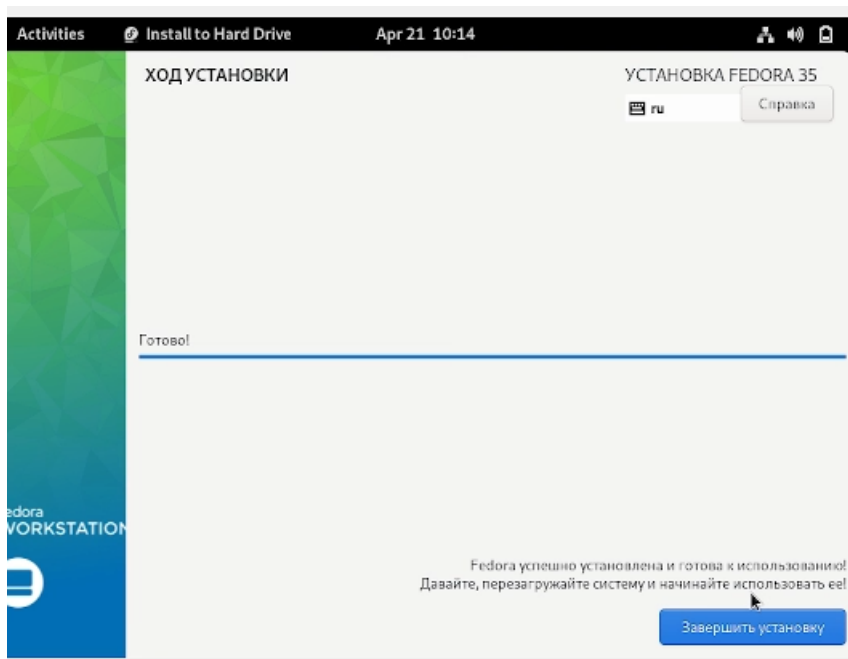 Activities Install to Hard Drive Apr 21 10:14
ХОД УСТАНОВКИ
УСТАНОВКА FEDORA 35
ru
Справка
Готово!
edora
WORKSTATION
Fedora успешно установлена и готова к использованию!
Давайте, перезагружайте систему и начинайте использовать ее!
Завершить установку